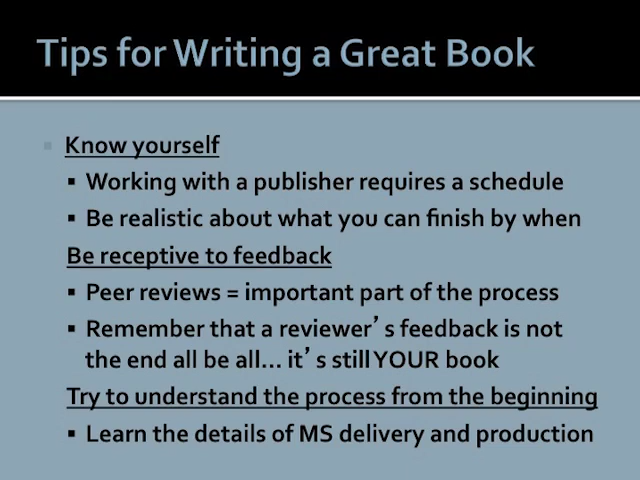 Tips for Writing a Great Book
Know yourself
▪ Working with a publisher requires a schedule
▪ Be realistic about what you can finish by when
Be receptive to feedback
▪ Peer reviews = important part of the process
▪ Remember that a reviewer’s feedback is not
the end all be all… it’s still YOUR book
Try to understand the process from the beginning
▪ Learn the details of MS delivery and production